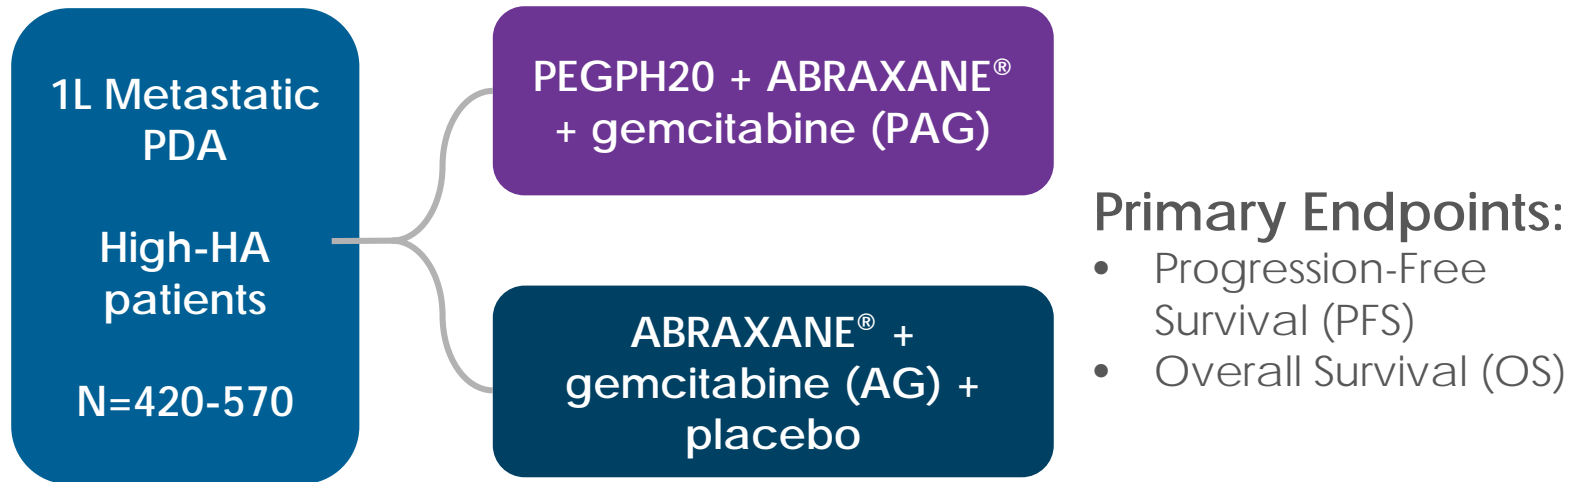 1L Metastatic
PDA
High-HA
patients
N=420-570
PEGPH20 + ABRAXANE®
+ gemcitabine (PAG)
ABRAXANE® +
gemcitabine (AG) +
placebo
Primary Endpoints:
• Progression-Free
Survival (PFS)
• Overall Survival (OS)